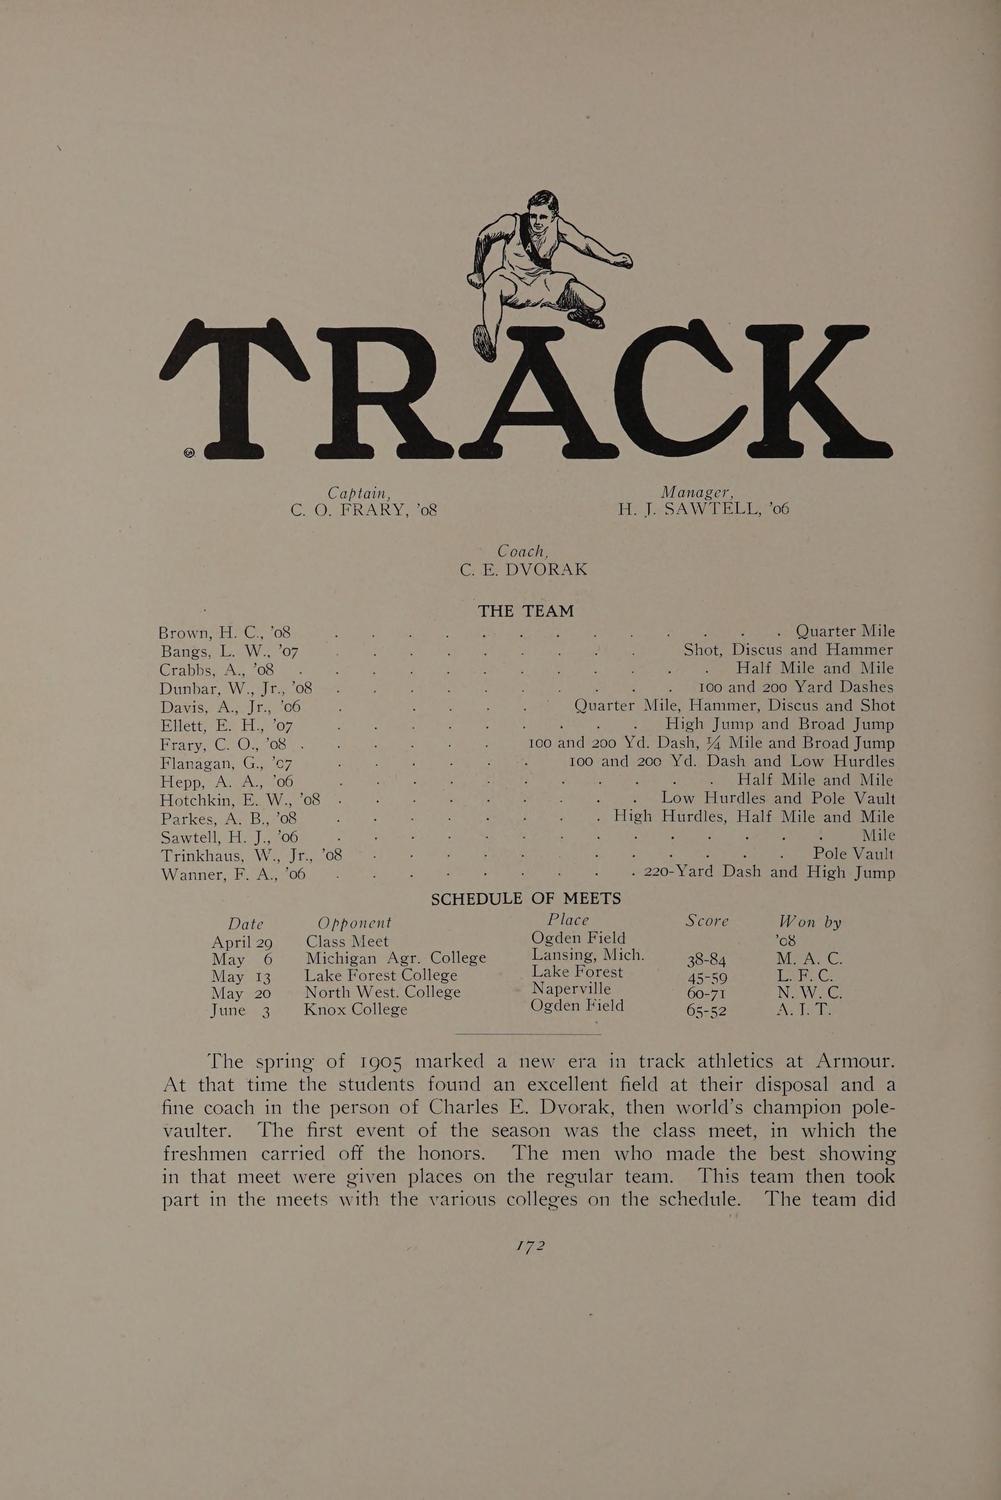 TRACK
Captain,
C. O. FRARY, ’08
Manager,
H. J. SAWTELL, ’06
Coach,
C. E. DVORAK
THE TEAM
Brown, H. C., ’08 . . . . . . . . . . . . . Quarter Mile
Bangs, L. W., ’07 . . . . . . . . . Shot, Discus and Hammer
Crabbs, A., ’08 . . . . . . . . . . . . Half Mile and Mile
Dunbar, W., Jr., ’08 . . . . . . . . . . 100 and 200 Yard Dashes
Davis, A., Jr., ’06 . . . . . . Quarter Mile, Hammer, Discus and Shot
Ellett, E. H., ’07 . . . . . . . . . High Jump and Broad Jump
Frary, C. O., ’08 . . . . . . 100 and 200 Yd. Dash, ¼ Mile and Broad Jump
Flanagan, G., ’07 . . . . . . 100 and 200 Yd. Dash and Low Hurdles
Hepp, A. A., ’06 . . . . . . . . . . . Half Mile and Mile
Hotchkin, E. W., ’08 . . . . . . . . . Low Hurdles and Pole Vault
Parkes, A. B., ’08 . . . . . . . . High Hurdles, Half Mile and Mile
Sawtell, H. J., ’06 . . . . . . . . . . . . . . Mile
Trinkhaus, W., Jr., ’08 . . . . . . . . . . . Pole Vault
Wanner, F. A., ’06 . . . . . . . . . 220-Yard Dash and High Jump
SCHEDULE OF MEETS
Date Opponent Place Score Won by
April 29 Class Meet Ogden Field ’08
May 6 Michigan Agr. College Lansing, Mich. 38-84 M. A. C.
May 13 Lake Forest College Lake Forest 45-59 L. F. C.
May 20 North West. College Naperville 60-71 N. W. C.
June 3 Knox College Ogden Field 65-52 A. I. T.
The spring of 1905 marked a new era in track athletics at Armour.
At that time the students found an excellent field at their disposal and a
fine coach in the person of Charles E. Dvorak, then world’s champion pole-
vaulter. The first event of the season was the class meet, in which the
freshmen carried off the honors. The men who made the best showing
in that meet were given places on the regular team. This team then took
part in the meets with the various colleges on the schedule. The team did
172